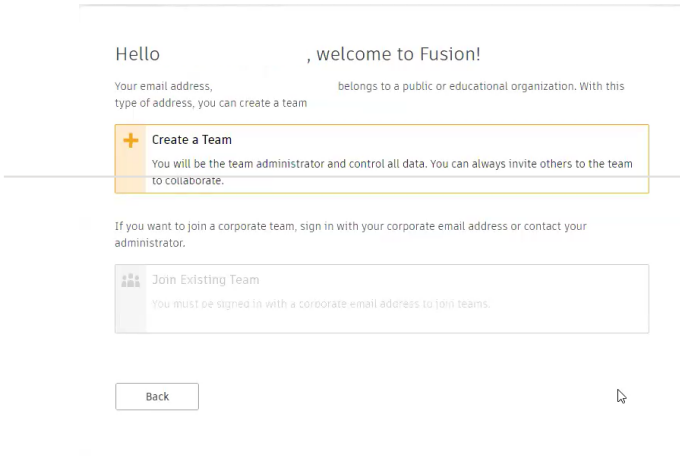 Hello , welcome to Fusion!
Your email address, belongs to a public or educational organization. With this
type of address, you can create a team
Create a Team
You will be the team administrator and control all data. You can always invite others to the team
to collaborate.
If you want to join a corporate team, sign in with your corporate email address or contact your
administrator.
Join Existing Team
You must be signed in with a corporate email address to join teams.
Back